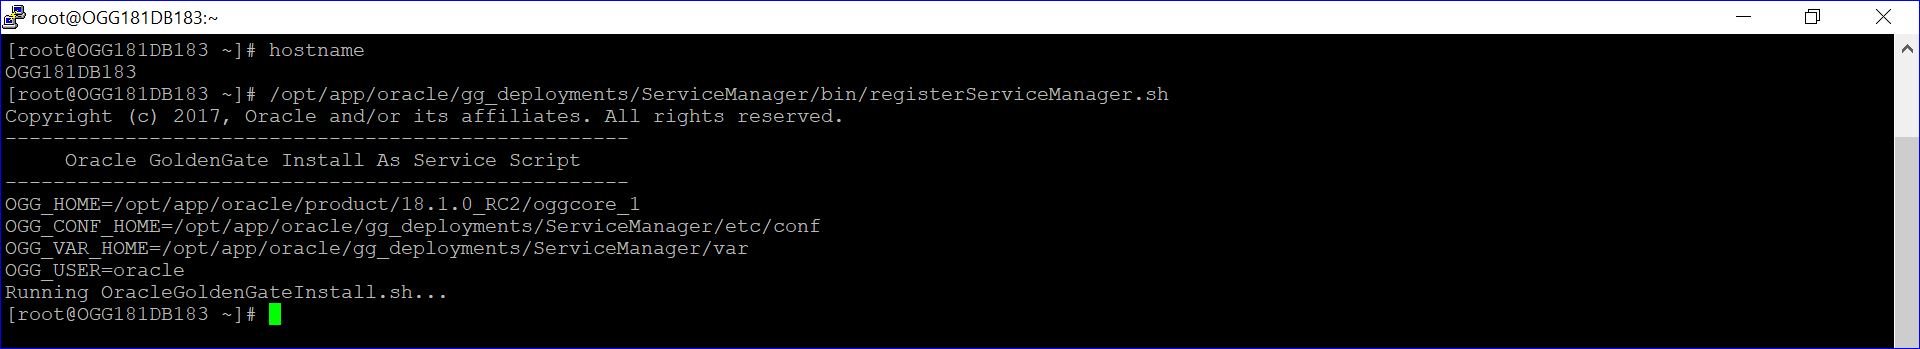 root@OGG181DB183:~
[root@OGG181DB183 ~]# hostname
OGG181DB183
[root@OGG181DB183 ~]# /opt/app/oracle/gg_deployments/ServiceManager/bin/registerServiceManager.sh
Copyright (c) 2017, Oracle and/or its affiliates. All rights reserved.
----------------------------------------------------
     Oracle GoldenGate Install As Service Script
----------------------------------------------------
OGG_HOME=/opt/app/oracle/product/18.1.0_RC2/oggcore_1
OGG_CONF_HOME=/opt/app/oracle/gg_deployments/ServiceManager/etc/conf
OGG_VAR_HOME=/opt/app/oracle/gg_deployments/ServiceManager/var
OGG_USER=oracle
Running OracleGoldenGateInstall.sh...
[root@OGG181DB183 ~]#